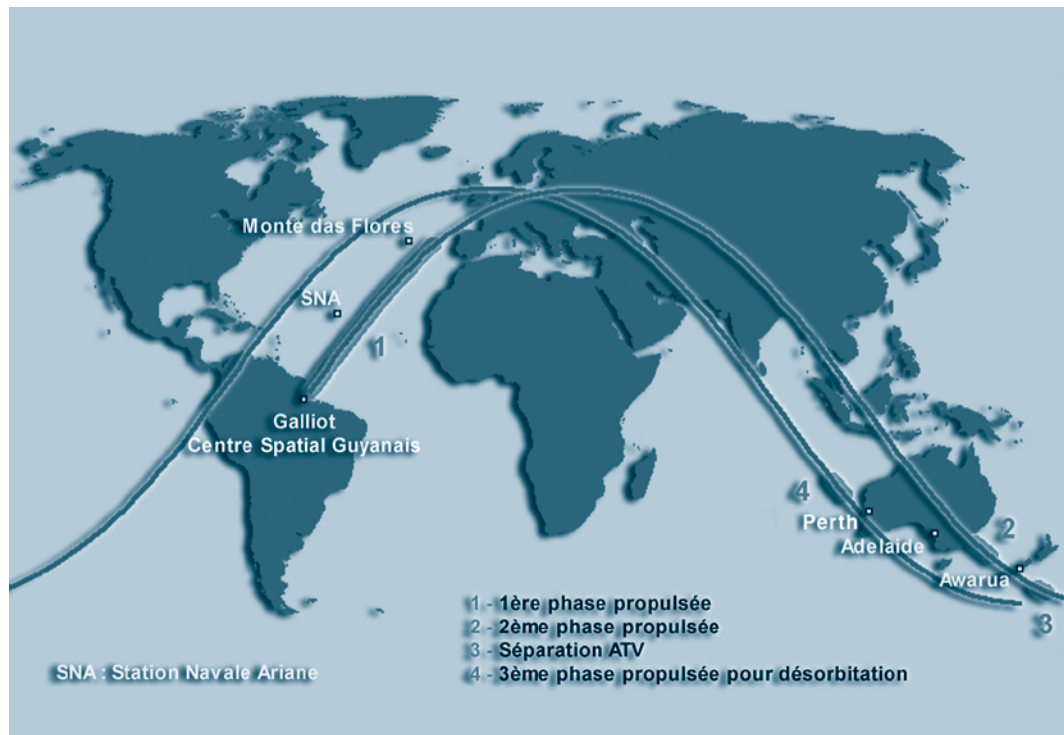 Monte das Flores
SNA
1
Galliot
Centre Spatial Guyanais
4
Perth
2
Adelaide
Awarua
3
1 - 1ère phase propulsée
2 - 2ème phase propulsée
3 - Séparation ATV
4 - 3ème phase propulsée pour désorbitation
SNA : Station Navale Ariane